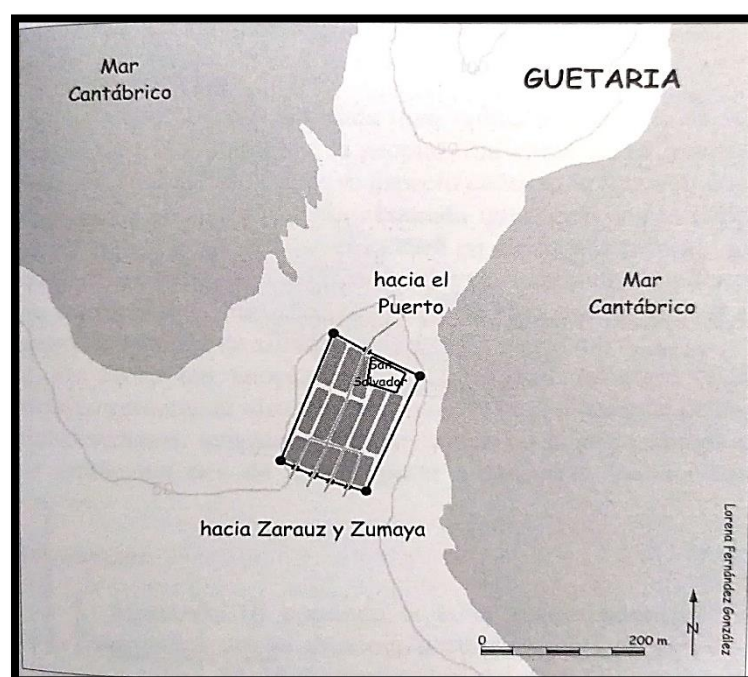 Mar
Cantábrico
GUETARIA
hacia el
Puerto
Mar
Cantábrico
San
Salvador
hacia Zarauz y Zumaya
Lorena Fernández González
N
0 200 m